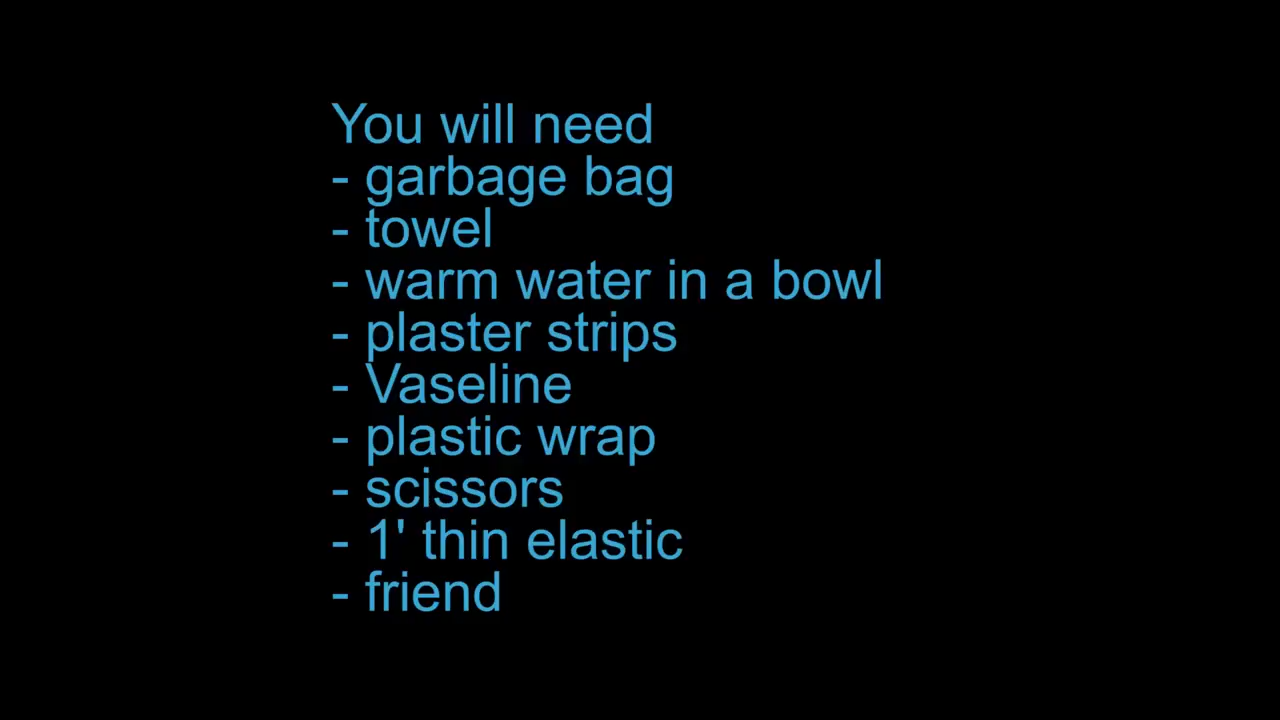 You will need
- garbage bag
- towel
- warm water in a bowl
- plaster strips
- Vaseline
- plastic wrap
- scissors
- 1' thin elastic
- friend